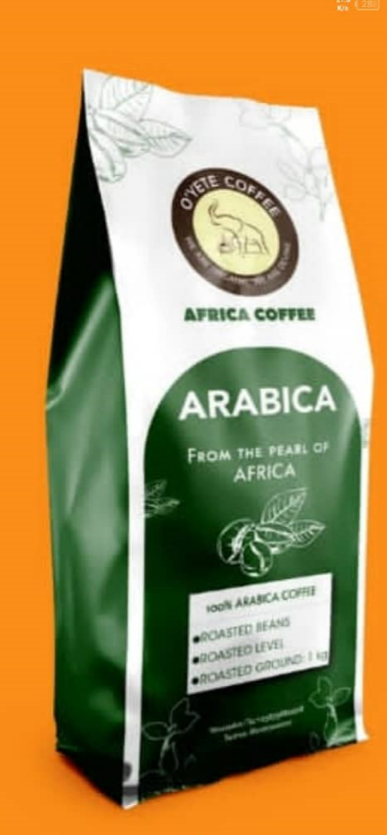 O'YETE COFFEE
AFRICA COFFEE
ARABICA
FROM THE PEARL OF
AFRICA
100% ARABICA COFFEE
●ROASTED BEANS
●ROASTED LEVEL
●ROASTED GROUND: 1 kg